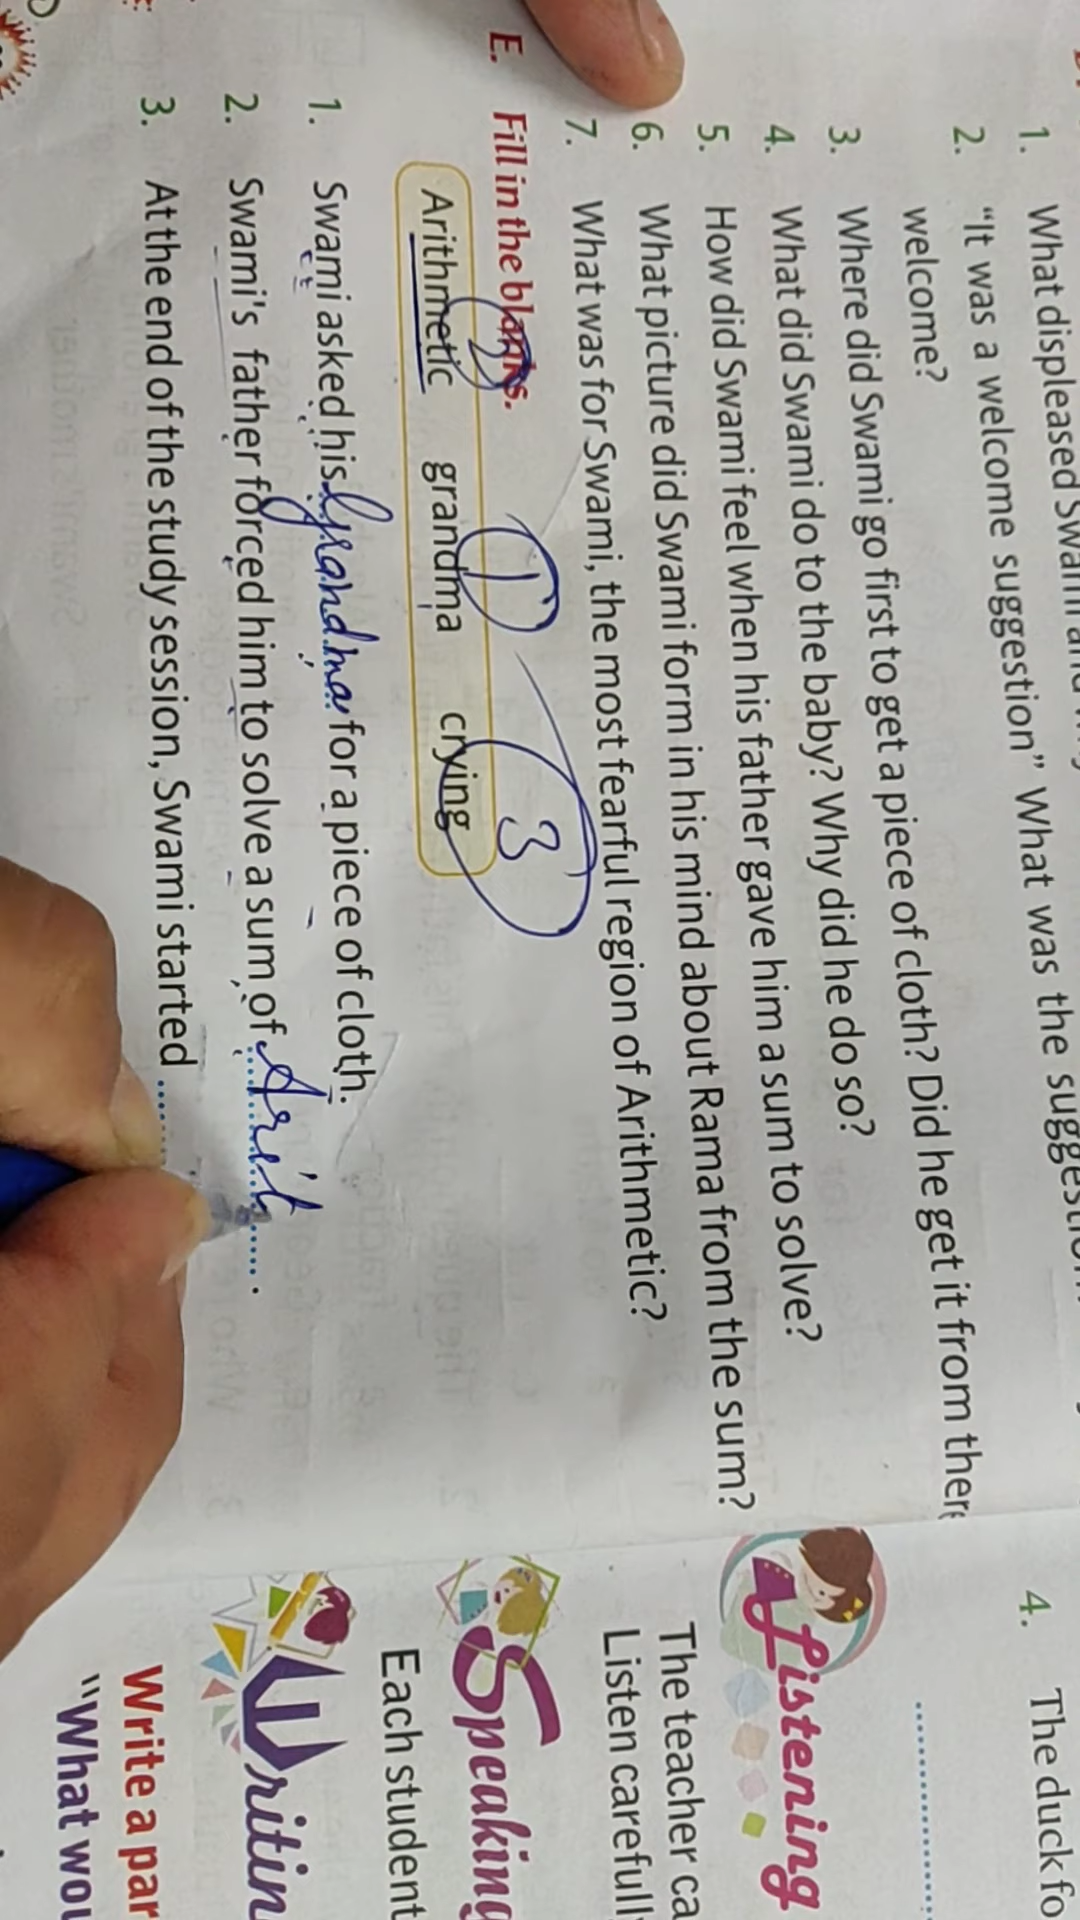 1. What displeased Swami
2. "It was a welcome suggestion" What was the suggestion
welcome?
3. Where did Swami go first to get a piece of cloth? Did he get it from there
4. What did Swami do to the baby? Why did he do so?
5. How did Swami feel when his father gave him a sum to solve?
6. What picture did Swami form in his mind about Rama from the sum?
7. What was for Swami, the most fearful region of Arithmetic?
E. Fill in the blanks.
2 1 3
Arithmetic grandma crying
1. Swami asked his Grandma for a piece of cloth.
2. Swami's father forced him to solve a sum of Arit
3. At the end of the study session, Swami started
4. The duck fo
Listening
The teacher ca
Listen carefull
Speaking
Each student
Writin
Write a par
"What wou